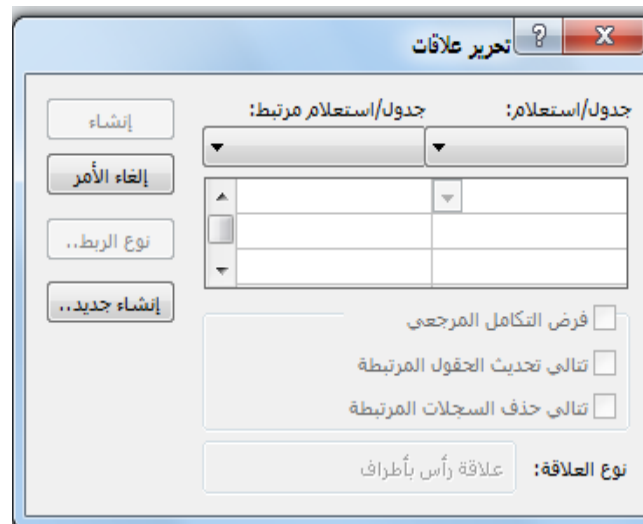 تحرير علاقات
جدول/استعلام: جدول/استعلام مرتبط:
إنشاء
إلغاء الأمر
نوع الربط..
إنشاء جديد..
فرض التكامل المرجعي
تتالي تحديث الحقول المرتبطة
تتالي حذف السجلات المرتبطة
نوع العلاقة: علاقة رأس بأطراف